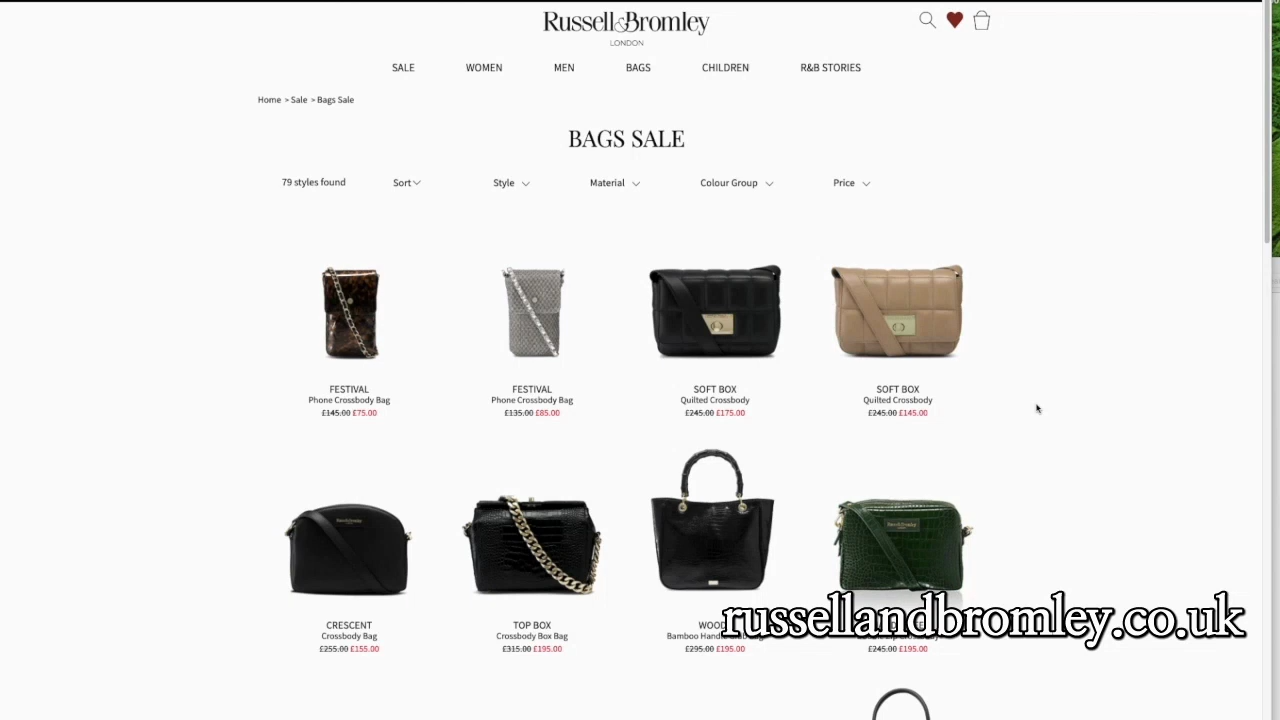 Russell&Bromley
LONDON
SALE WOMEN MEN BAGS CHILDREN R&B STORIES
Home > Sale > Bags Sale
BAGS SALE
79 styles found Sort Style Material Colour Group Price
FESTIVAL FESTIVAL SOFT BOX SOFT BOX
Phone Crossbody Bag Phone Crossbody Bag Quilted Crossbody Quilted Crossbody
£145.00 £75.00 £135.00 £85.00 £245.00 £175.00 £245.00 £145.00
CRESCENT TOP BOX
Crossbody Bag Crossbody Box Bag Bamboo Handle
£255.00 £155.00 £315.00 £195.00 £295.00 £195.00 £245.00 £195.00
russellandbromley.co.uk